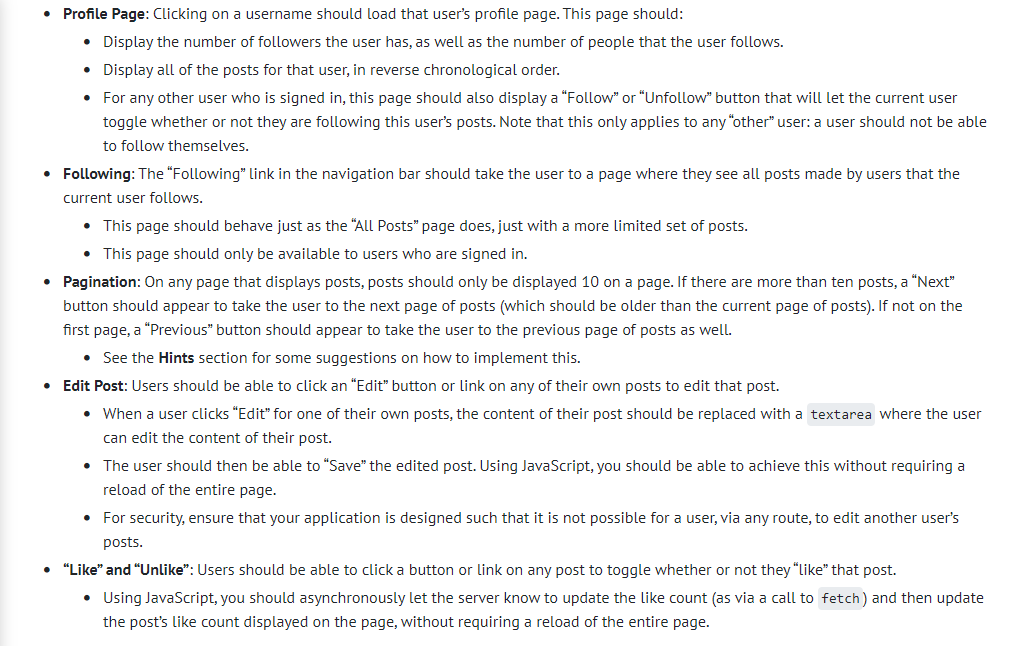 • Profile Page: Clicking on a username should load that user’s profile page. This page should:
• Display the number of followers the user has, as well as the number of people that the user follows.
• Display all of the posts for that user, in reverse chronological order.
• For any other user who is signed in, this page should also display a “Follow” or “Unfollow” button that will let the current user
toggle whether or not they are following this user’s posts. Note that this only applies to any “other” user: a user should not be able
to follow themselves.
• Following: The “Following” link in the navigation bar should take the user to a page where they see all posts made by users that the
current user follows.
• This page should behave just as the “All Posts” page does, just with a more limited set of posts.
• This page should only be available to users who are signed in.
• Pagination: On any page that displays posts, posts should only be displayed 10 on a page. If there are more than ten posts, a “Next”
button should appear to take the user to the next page of posts (which should be older than the current page of posts). If not on the
first page, a “Previous” button should appear to take the user to the previous page of posts as well.
• See the Hints section for some suggestions on how to implement this.
• Edit Post: Users should be able to click an “Edit” button or link on any of their own posts to edit that post.
• When a user clicks “Edit” for one of their own posts, the content of their post should be replaced with a textarea where the user
can edit the content of their post.
• The user should then be able to “Save” the edited post. Using JavaScript, you should be able to achieve this without requiring a
reload of the entire page.
• For security, ensure that your application is designed such that it is not possible for a user, via any route, to edit another user’s
posts.
• “Like” and “Unlike”: Users should be able to click a button or link on any post to toggle whether or not they “like” that post.
• Using JavaScript, you should asynchronously let the server know to update the like count (as via a call to fetch) and then update
the post’s like count displayed on the page, without requiring a reload of the entire page.